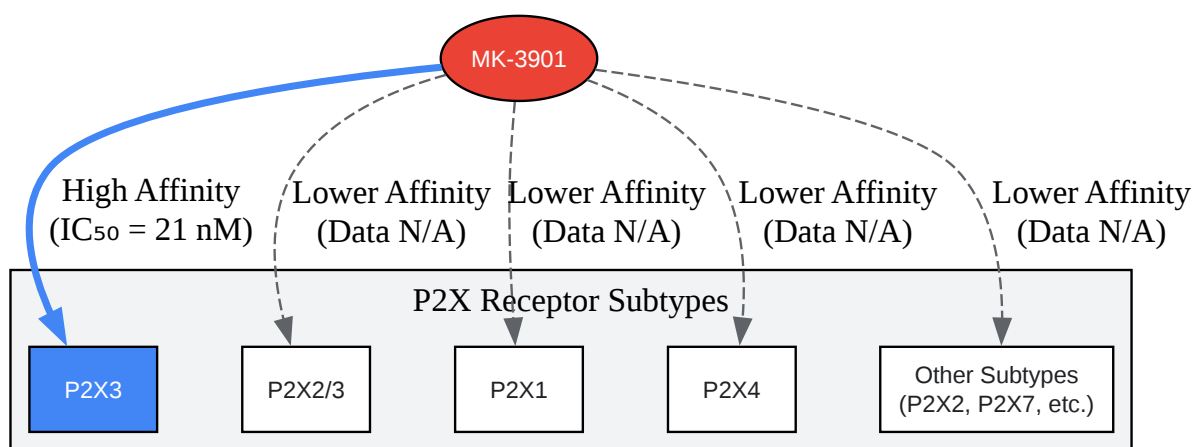 MK-3901
High Affinity
(IC₅₀ = 21 nM)
Lower Affinity
(Data N/A)
Lower Affinity
(Data N/A)
Lower Affinity
(Data N/A)
Lower Affinity
(Data N/A)
P2X Receptor Subtypes
P2X3
P2X2/3
P2X1
P2X4
Other Subtypes
(P2X2, P2X7, etc.)